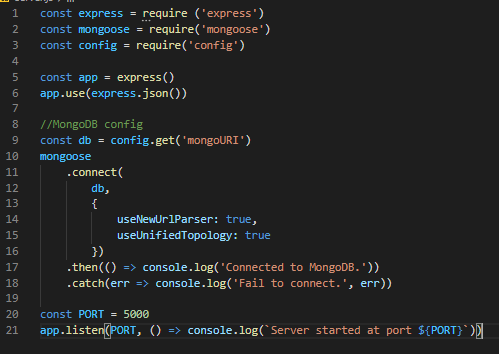 1 const express = require ('express')
2 const mongoose = require('mongoose')
3 const config = require('config')
4
5 const app = express()
6 app.use(express.json())
7
8 //MongoDB config
9 const db = config.get('mongoURI')
10 mongoose
11 .connect(
12 db,
13 {
14 useNewUrlParser: true,
15 useUnifiedTopology: true
16 })
17 .then(() => console.log('Connected to MongoDB.'))
18 .catch(err => console.log('Fail to connect.', err))
19
20 const PORT = 5000
21 app.listen(PORT, () => console.log(`Server started at port ${PORT}`))